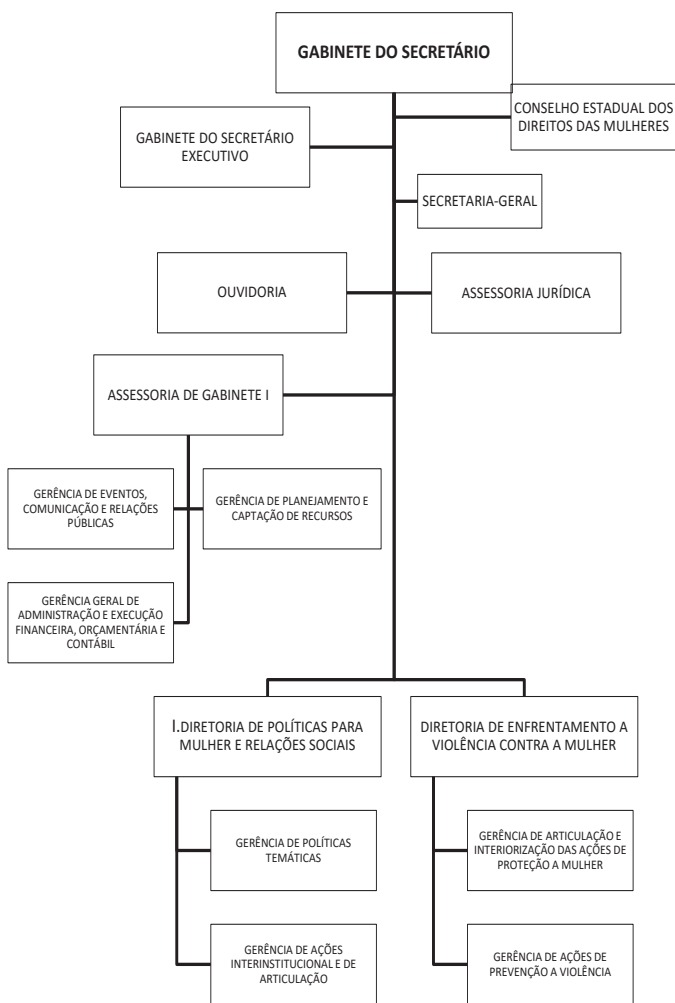 GABINETE DO SECRETÁRIO
CONSELHO ESTADUAL DOS
DIREITOS DAS MULHERES
GABINETE DO SECRETÁRIO
EXECUTIVO
SECRETARIA-GERAL
OUVIDORIA
ASSESSORIA JURÍDICA
ASSESSORIA DE GABINETE I
GERÊNCIA DE EVENTOS,
COMUNICAÇÃO E RELAÇÕES
PÚBLICAS
GERÊNCIA DE PLANEJAMENTO E
CAPTAÇÃO DE RECURSOS
GERÊNCIA GERAL DE
ADMINISTRAÇÃO E EXECUÇÃO
FINANCEIRA, ORÇAMENTÁRIA E
CONTÁBIL
I.DIRETORIA DE POLÍTICAS PARA
MULHER E RELAÇÕES SOCIAIS
DIRETORIA DE ENFRENTAMENTO A
VIOLÊNCIA CONTRA A MULHER
GERÊNCIA DE POLÍTICAS
TEMÁTICAS
GERÊNCIA DE ARTICULAÇÃO E
INTERIORIZAÇÃO DAS AÇÕES DE
PROTEÇÃO A MULHER
GERÊNCIA DE AÇÕES
INTERINSTITUCIONAL E DE
ARTICULAÇÃO
GERÊNCIA DE AÇÕES DE
PREVENÇÃO A VIOLÊNCIA